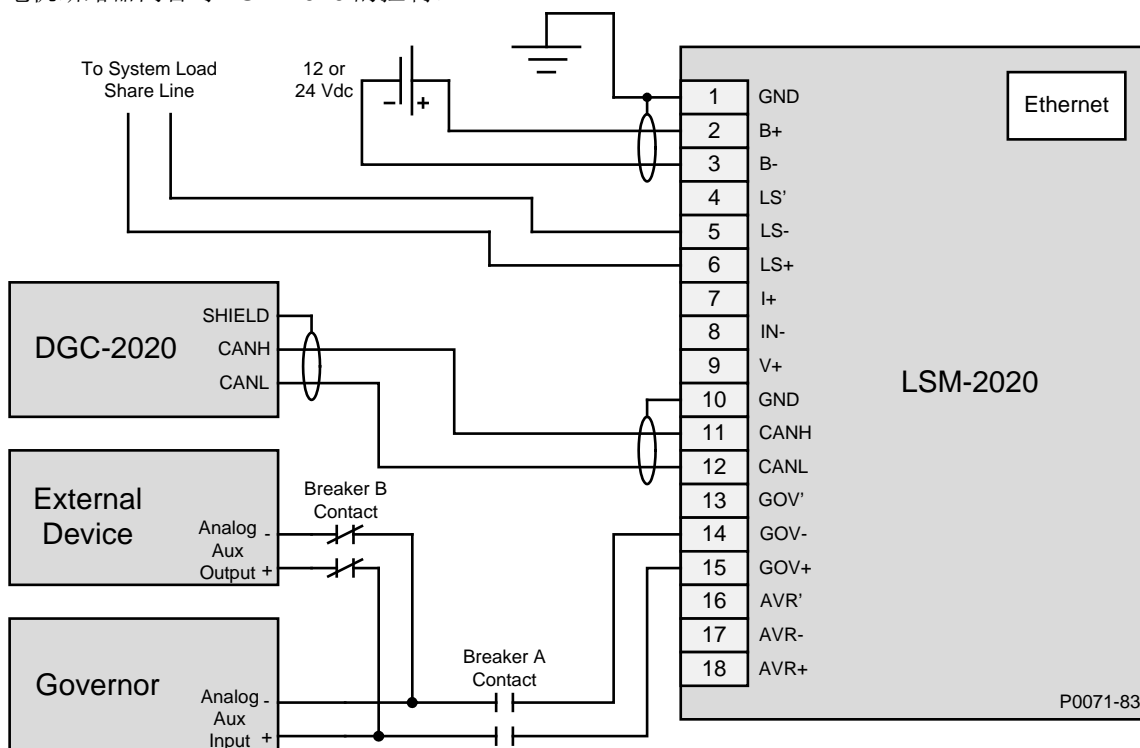 To System Load
Share Line
12 or
24 Vdc
- +
Ethernet
1 GND
2 B+
3 B-
4 LS'
5 LS-
6 LS+
7 I+
8 IN-
9 V+
10 GND
11 CANH
12 CANL
13 GOV'
14 GOV-
15 GOV+
16 AVR'
17 AVR-
18 AVR+
LSM-2020
P0071-83
DGC-2020
SHIELD
CANH
CANL
External
Device
Analog -
Aux
Output +
Breaker B
Contact
Governor
Analog -
Aux
Input +
Breaker A
Contact